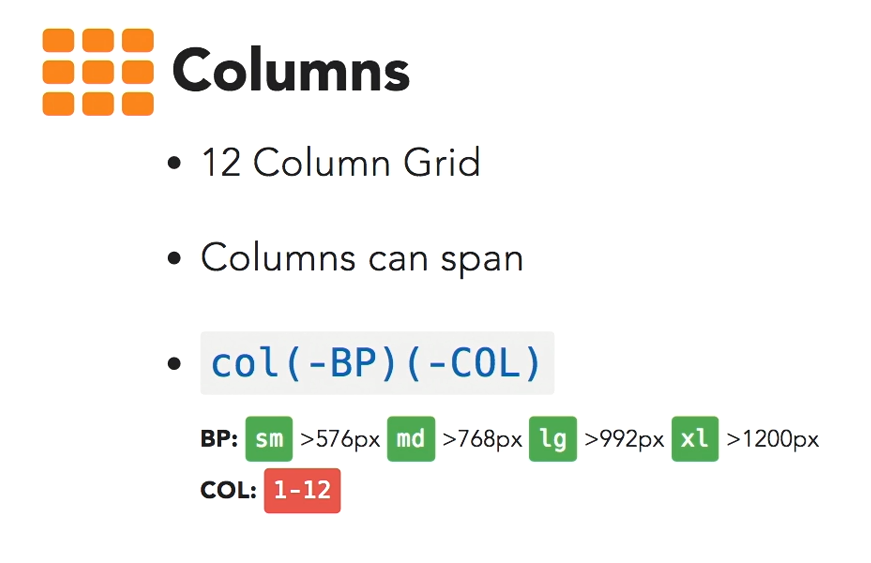 Columns
• 12 Column Grid
• Columns can span
• col(-BP)(-COL)
BP: sm >576px md >768px lg >992px xl >1200px
COL: 1-12